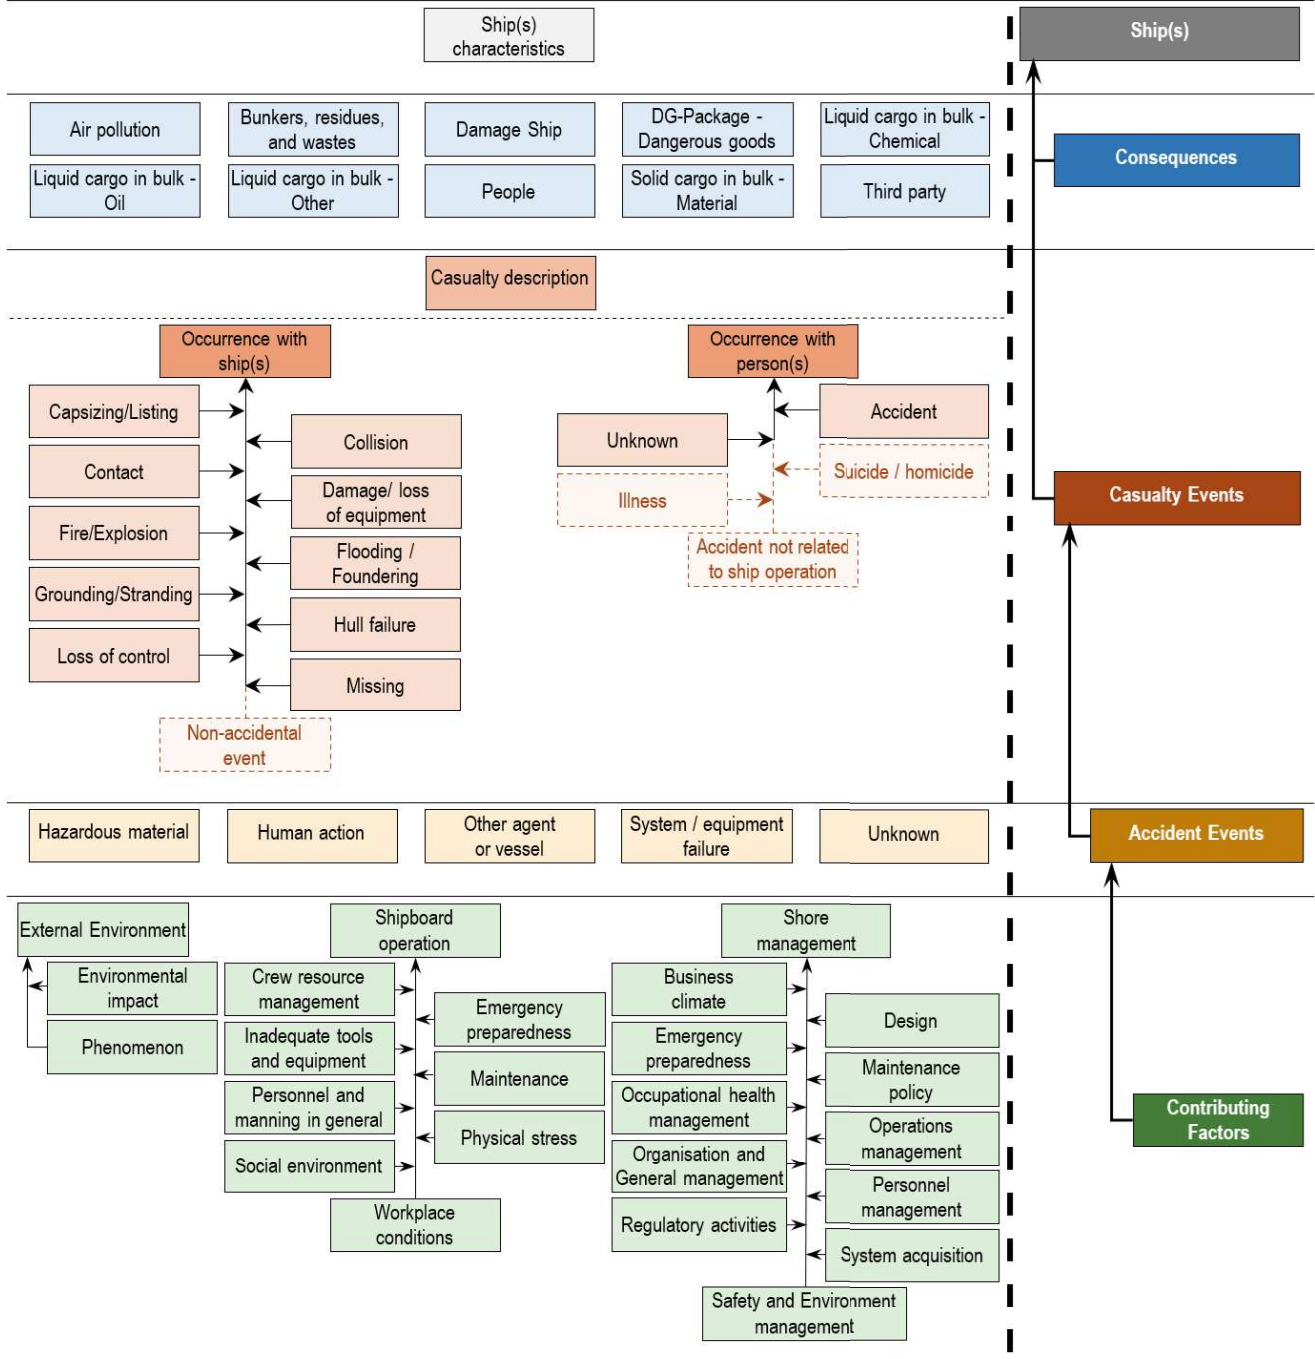 Ship(s)
characteristics
Ship(s)
Air pollution
Bunkers, residues,
and wastes
Damage Ship
DG-Package -
Dangerous goods
Liquid cargo in bulk -
Chemical
Consequences
Liquid cargo in bulk -
Oil
Liquid cargo in bulk -
Other
People
Solid cargo in bulk -
Material
Third party
Casualty description
Occurrence with
ship(s)
Capsizing/Listing
Collision
Contact
Damage/ loss
of equipment
Fire/Explosion
Flooding /
Foundering
Grounding/Stranding
Hull failure
Loss of control
Missing
Non-accidental
event
Occurrence with
person(s)
Accident
Unknown
Suicide / homicide
Illness
Accident not related
to ship operation
Casualty Events
Hazardous material
Human action
Other agent
or vessel
System / equipment
failure
Unknown
Accident Events
External Environment
Environmental
impact
Phenomenon
Shipboard
operation
Crew resource
management
Emergency
preparedness
Inadequate tools
and equipment
Maintenance
Personnel and
manning in general
Physical stress
Social environment
Workplace
conditions
Shore
management
Business
climate
Design
Emergency
preparedness
Maintenance
policy
Occupational health
management
Operations
management
Organisation and
General management
Personnel
management
Regulatory activities
System acquisition
Safety and Environment
management
Contributing
Factors